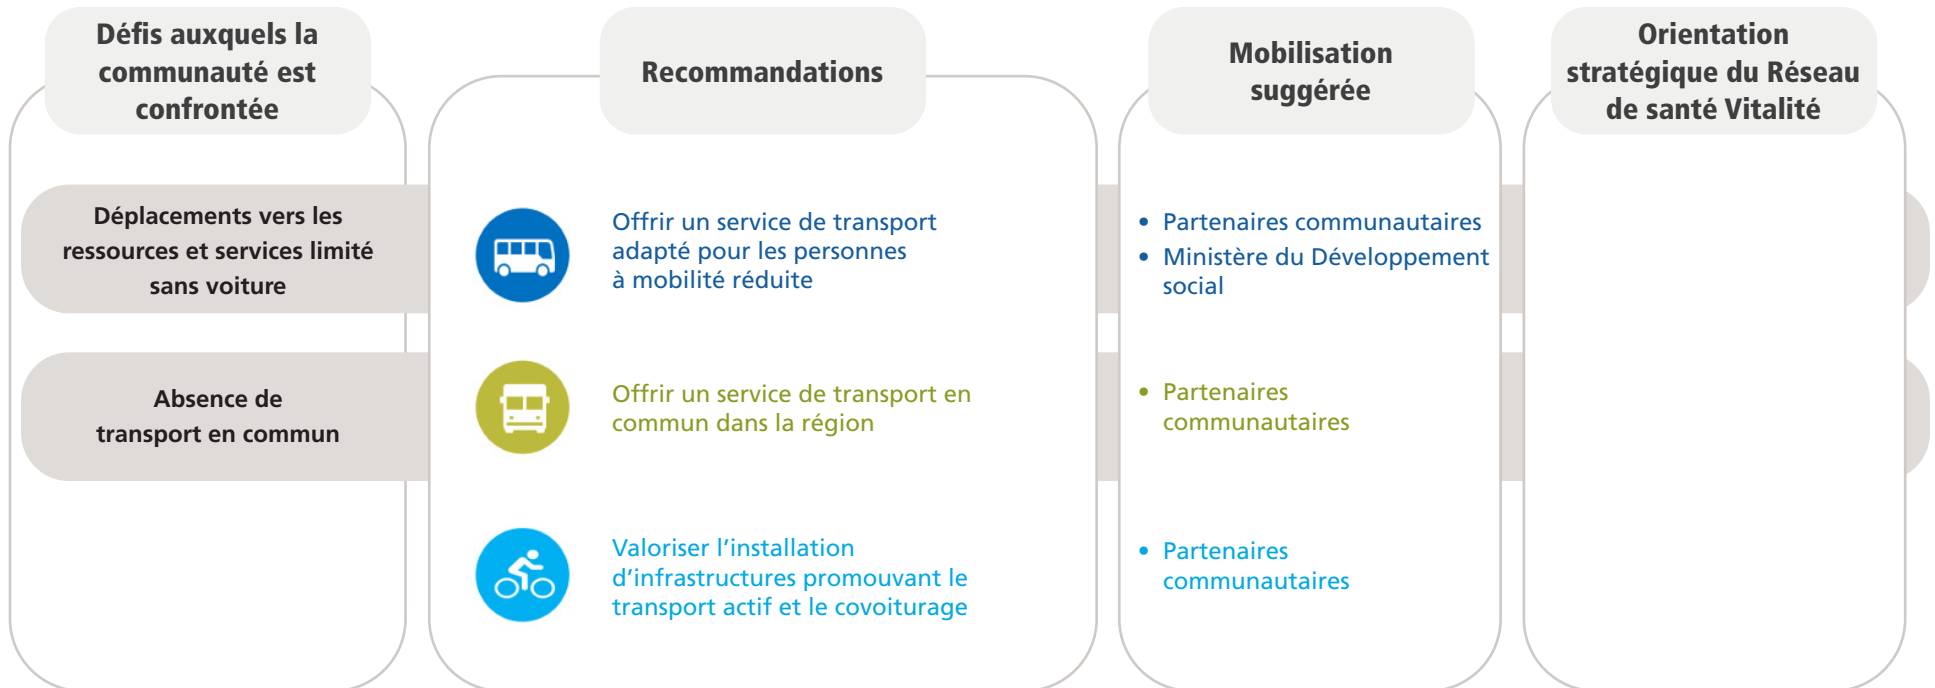 Défis auxquels la
communauté est
confrontée
Recommandations
Mobilisation
suggérée
Orientation
stratégique du Réseau
de santé Vitalité
Déplacements vers les
ressources et services limité
sans voiture
Offrir un service de transport
adapté pour les personnes
à mobilité réduite
• Partenaires communautaires
• Ministère du Développement
social
Absence de
transport en commun
Offrir un service de transport en
commun dans la région
• Partenaires
communautaires
Valoriser l’installation
d’infrastructures promouvant le
transport actif et le covoiturage
• Partenaires
communautaires